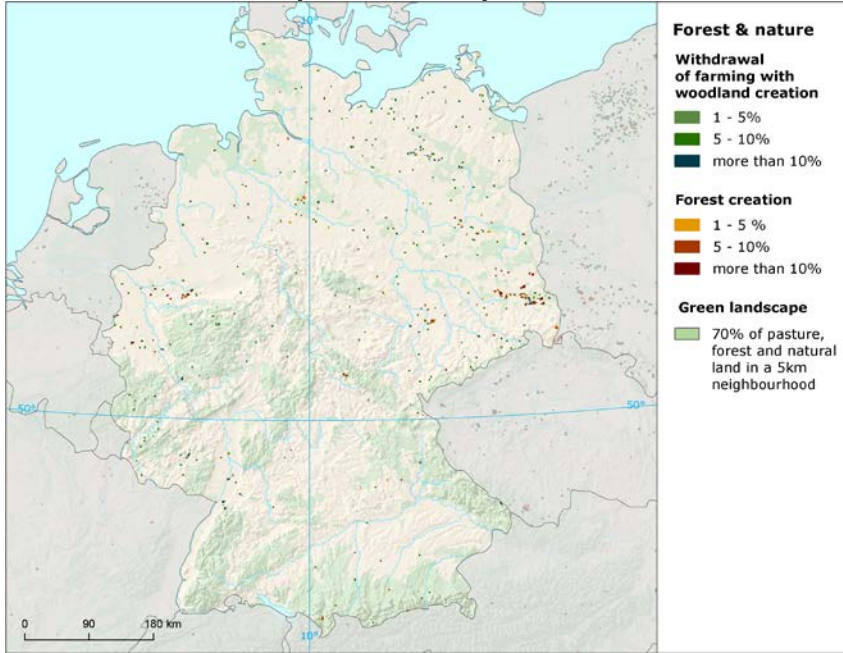 10°
50°
50°
10°
0 90 180 km
Forest & nature
Withdrawal
of farming with
woodland creation
1 - 5%
5 - 10%
more than 10%
Forest creation
1 - 5 %
5 - 10%
more than 10%
Green landscape
70% of pasture,
forest and natural
land in a 5km
neighbourhood